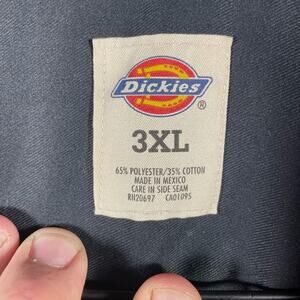 Dickies
®
3XL
65% POLYESTER/35% COTTON
MADE IN MEXICO
CARE IN SIDE SEAM
RN20697 CA01095